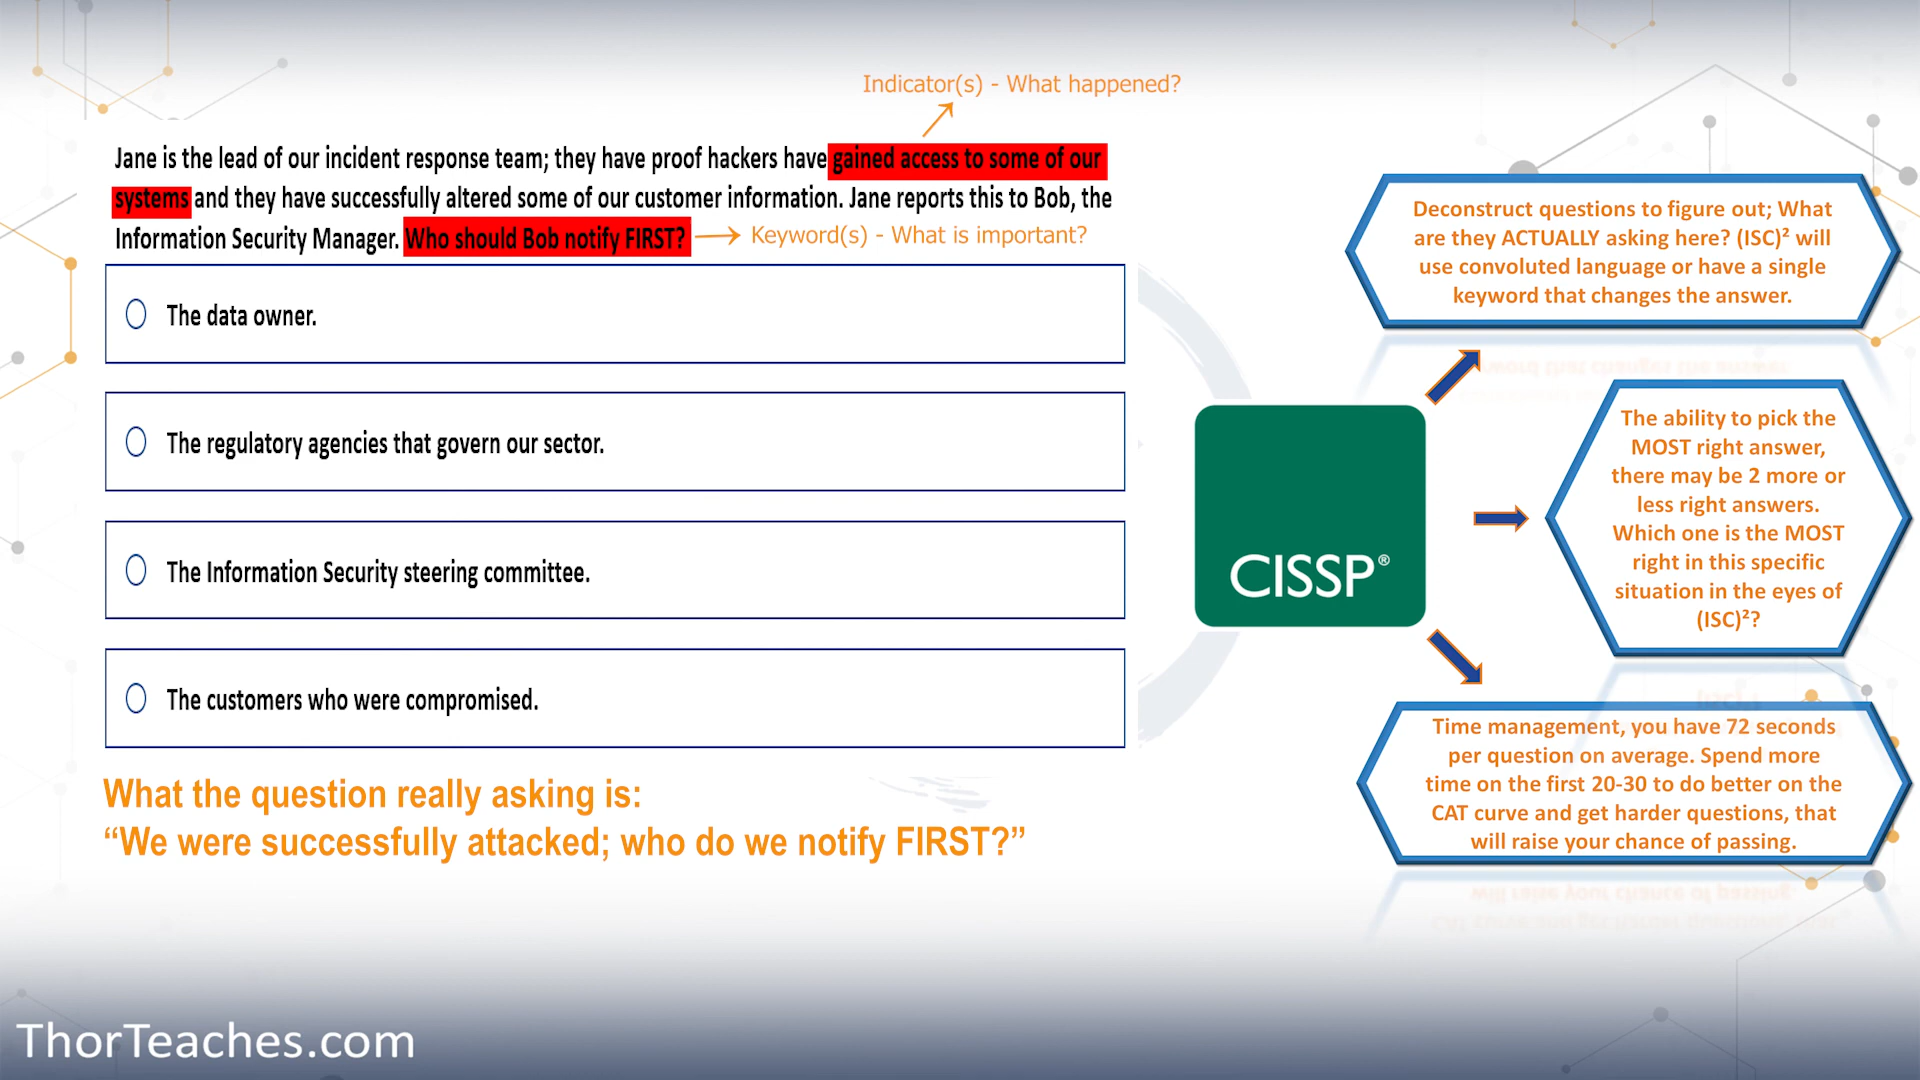 Indicator(s) - What happened?
Jane is the lead of our incident response team; they have proof hackers have gained access to some of our
systems and they have successfully altered some of our customer information. Jane reports this to Bob, the
Information Security Manager. Who should Bob notify FIRST?
Keyword(s) - What is important?
The data owner.
The regulatory agencies that govern our sector.
The Information Security steering committee.
The customers who were compromised.
What the question really asking is:
“We were successfully attacked; who do we notify FIRST?”
CISSP®
Deconstruct questions to figure out; What
are they ACTUALLY asking here? (ISC)² will
use convoluted language or have a single
keyword that changes the answer.
The ability to pick the
MOST right answer,
there may be 2 more or
less right answers.
Which one is the MOST
right in this specific
situation in the eyes of
(ISC)²?
Time management, you have 72 seconds
per question on average. Spend more
time on the first 20-30 to do better on the
CAT curve and get harder questions, that
will raise your chance of passing.
ThorTeaches.com